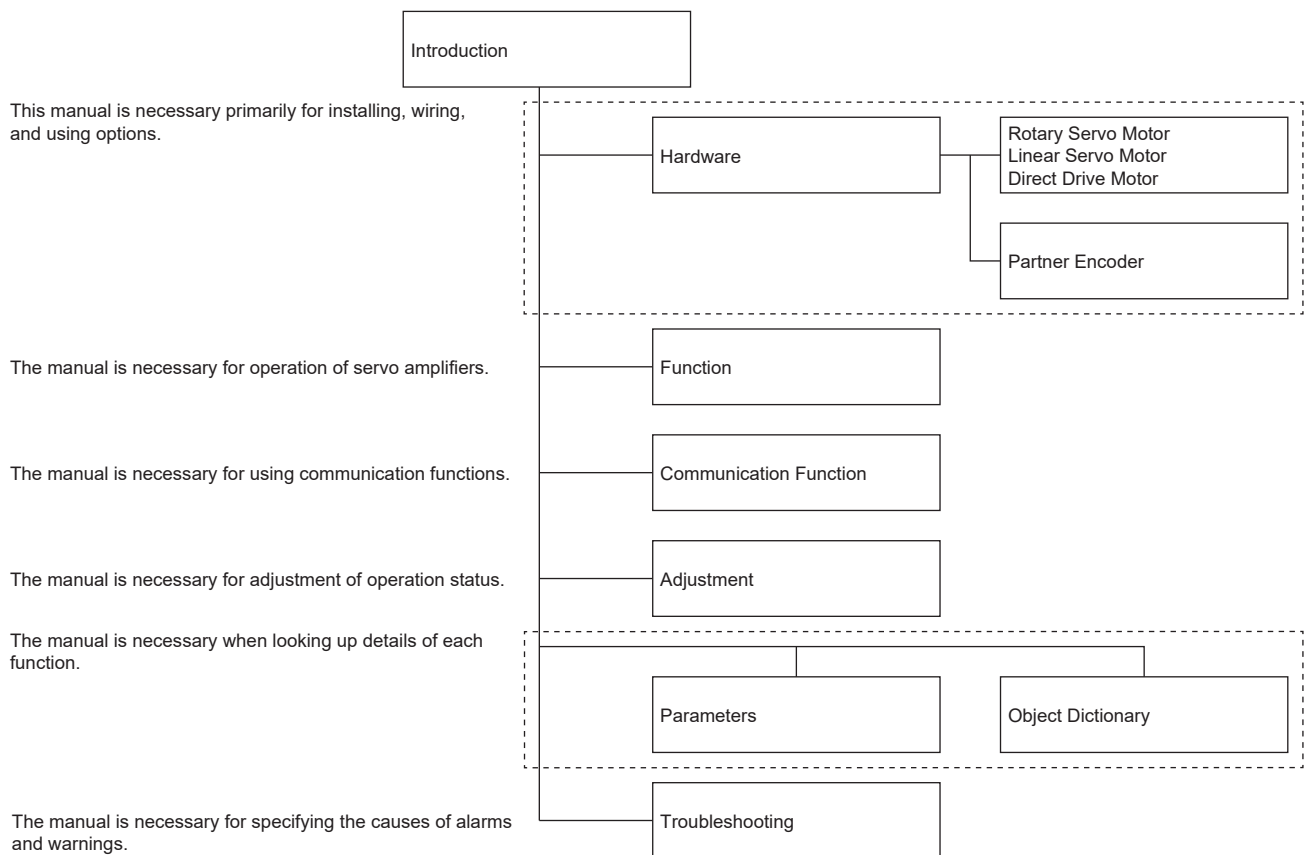 Introduction
This manual is necessary primarily for installing, wiring,
and using options.
Hardware
Rotary Servo Motor
Linear Servo Motor
Direct Drive Motor
Partner Encoder
The manual is necessary for operation of servo amplifiers.
Function
The manual is necessary for using communication functions.
Communication Function
The manual is necessary for adjustment of operation status.
Adjustment
The manual is necessary when looking up details of each
function.
Parameters
Object Dictionary
The manual is necessary for specifying the causes of alarms
and warnings.
Troubleshooting